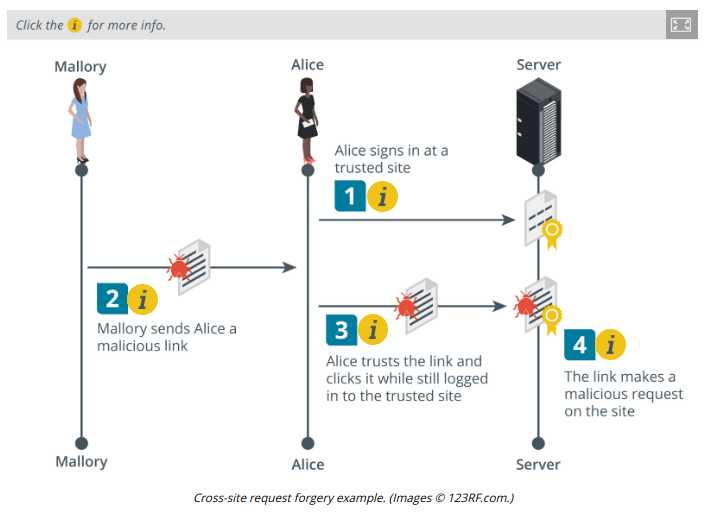 Click the i for more info.
Mallory
Alice
Server
Alice signs in at a
trusted site
1 i
2 i
Mallory sends Alice a
malicious link
3 i
Alice trusts the link and
clicks it while still logged
in to the trusted site
4 i
The link makes a
malicious request
on the site
Mallory
Alice
Server
Cross-site request forgery example. (Images © 123RF.com.)